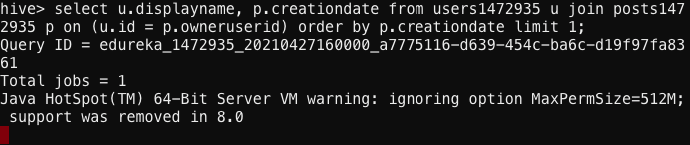 hive> select u.displayname, p.creationdate from users1472935 u join posts147
2935 p on (u.id = p.owneruserid) order by p.creationdate limit 1;
Query ID = edureka_1472935_20210427160000_a7775116-d639-454c-ba6c-d19f97fa83
61
Total jobs = 1
Java HotSpot(TM) 64-Bit Server VM warning: ignoring option MaxPermSize=512M;
 support was removed in 8.0